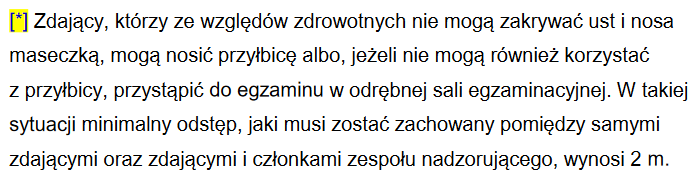 [*] Zdający, którzy ze względów zdrowotnych nie mogą zakrywać ust i nosa
maseczką, mogą nosić przyłbicę albo, jeżeli nie mogą również korzystać
z przyłbicy, przystąpić do egzaminu w odrębnej sali egzaminacyjnej. W takiej
sytuacji minimalny odstęp, jaki musi zostać zachowany pomiędzy samymi
zdającymi oraz zdającymi i członkami zespołu nadzorującego, wynosi 2 m.